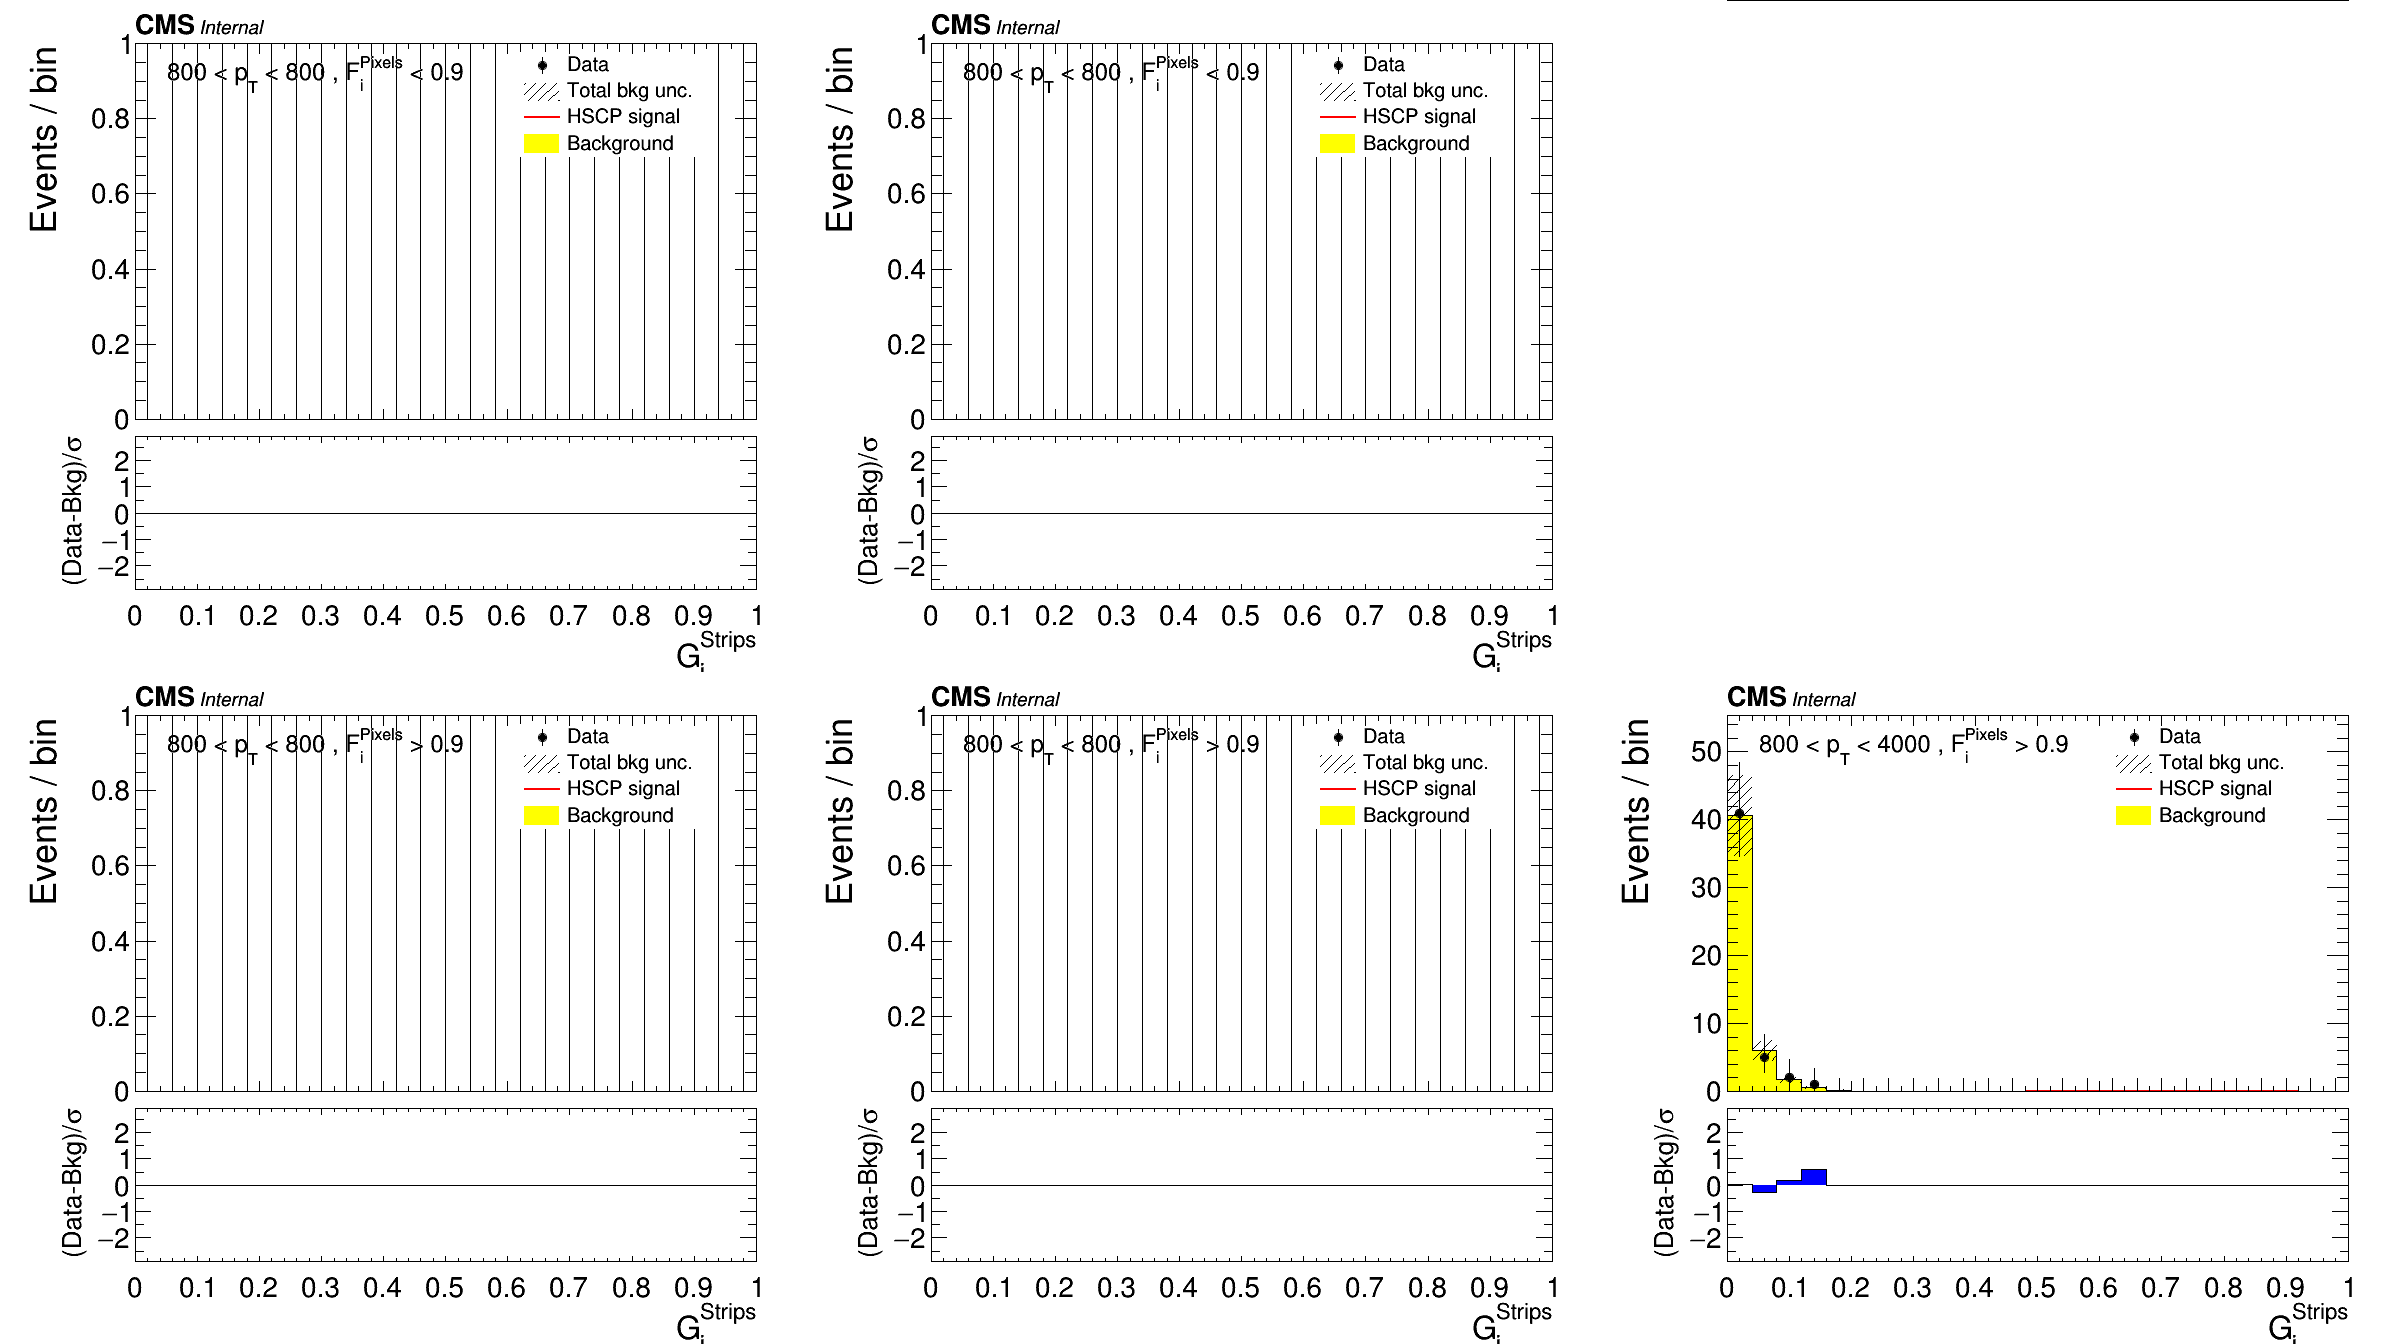 CMS Internal
Events / bin
800 < p_T < 800 , F_i^Pixels < 0.9
Data
Total bkg unc.
HSCP signal
Background
1
0.8
0.6
0.4
0.2
0
(Data-Bkg)/σ
2
1
0
−1
−2
0 0.1 0.2 0.3 0.4 0.5 0.6 0.7 0.8 0.9 1
G_i^Strips
CMS Internal
Events / bin
800 < p_T < 800 , F_i^Pixels < 0.9
Data
Total bkg unc.
HSCP signal
Background
1
0.8
0.6
0.4
0.2
0
(Data-Bkg)/σ
2
1
0
−1
−2
0 0.1 0.2 0.3 0.4 0.5 0.6 0.7 0.8 0.9 1
G_i^Strips
CMS Internal
Events / bin
800 < p_T < 800 , F_i^Pixels > 0.9
Data
Total bkg unc.
HSCP signal
Background
1
0.8
0.6
0.4
0.2
0
(Data-Bkg)/σ
2
1
0
−1
−2
0 0.1 0.2 0.3 0.4 0.5 0.6 0.7 0.8 0.9 1
G_i^Strips
CMS Internal
Events / bin
800 < p_T < 800 , F_i^Pixels > 0.9
Data
Total bkg unc.
HSCP signal
Background
1
0.8
0.6
0.4
0.2
0
(Data-Bkg)/σ
2
1
0
−1
−2
0 0.1 0.2 0.3 0.4 0.5 0.6 0.7 0.8 0.9 1
G_i^Strips
CMS Internal
Events / bin
800 < p_T < 4000 , F_i^Pixels > 0.9
Data
Total bkg unc.
HSCP signal
Background
50
40
30
20
10
0
(Data-Bkg)/σ
2
1
0
−1
−2
0 0.1 0.2 0.3 0.4 0.5 0.6 0.7 0.8 0.9 1
G_i^Strips